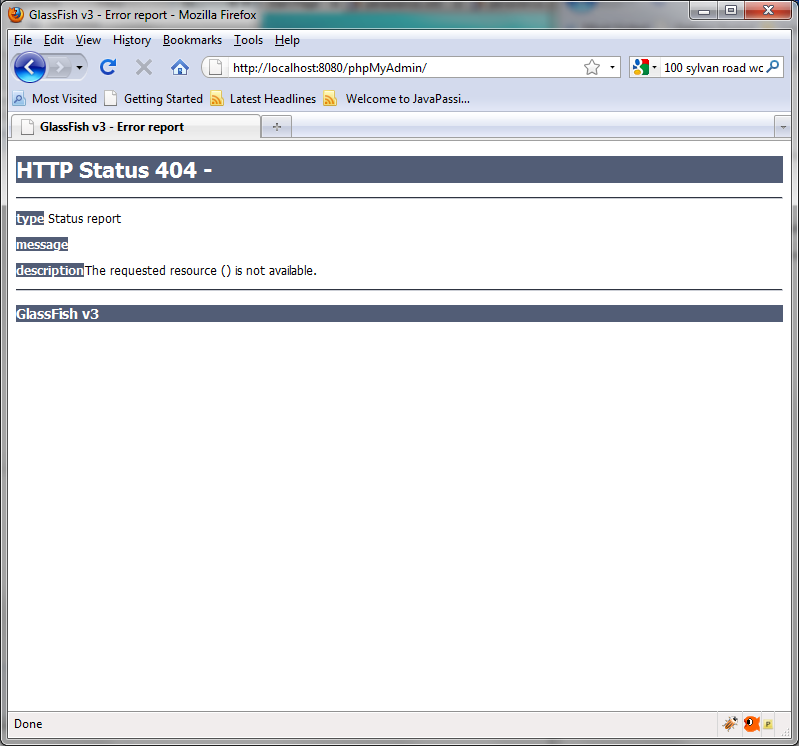 GlassFish v3 - Error report - Mozilla Firefox
File Edit View History Bookmarks Tools Help
http://localhost:8080/phpMyAdmin/ 100 sylvan road wc
Most Visited Getting Started Latest Headlines Welcome to JavaPassi...
GlassFish v3 - Error report
HTTP Status 404 -
type Status report
message
descriptionThe requested resource () is not available.
GlassFish v3
Done